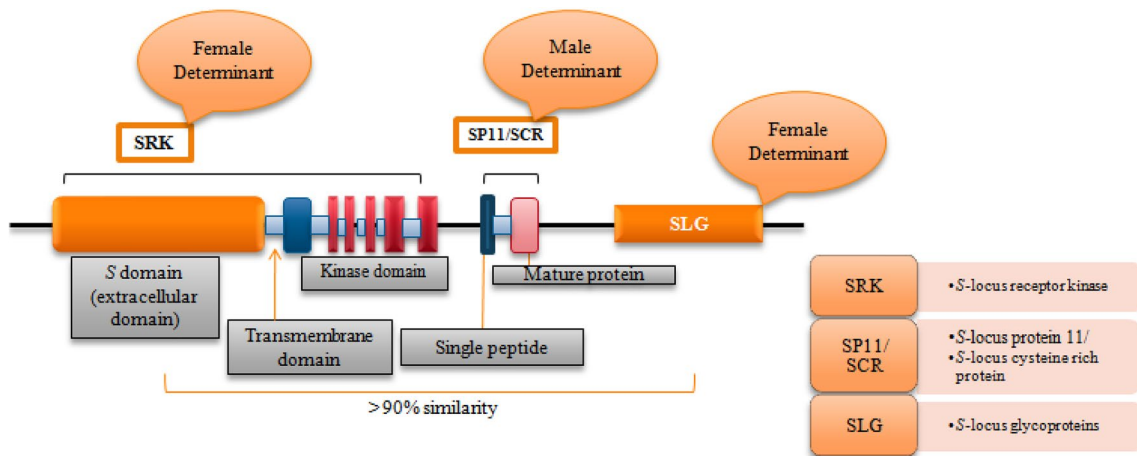 Female
Determinant
Male
Determinant
Female
Determinant
SRK
SP11/SCR
SLG
S domain
(extracellular
domain)
Kinase domain
Mature protein
Transmembrane
domain
Single peptide
>90% similarity
SRK
•S-locus receptor kinase
SP11/
SCR
•S-locus protein 11/
•S-locus cysteine rich
protein
SLG
•S-locus glycoproteins